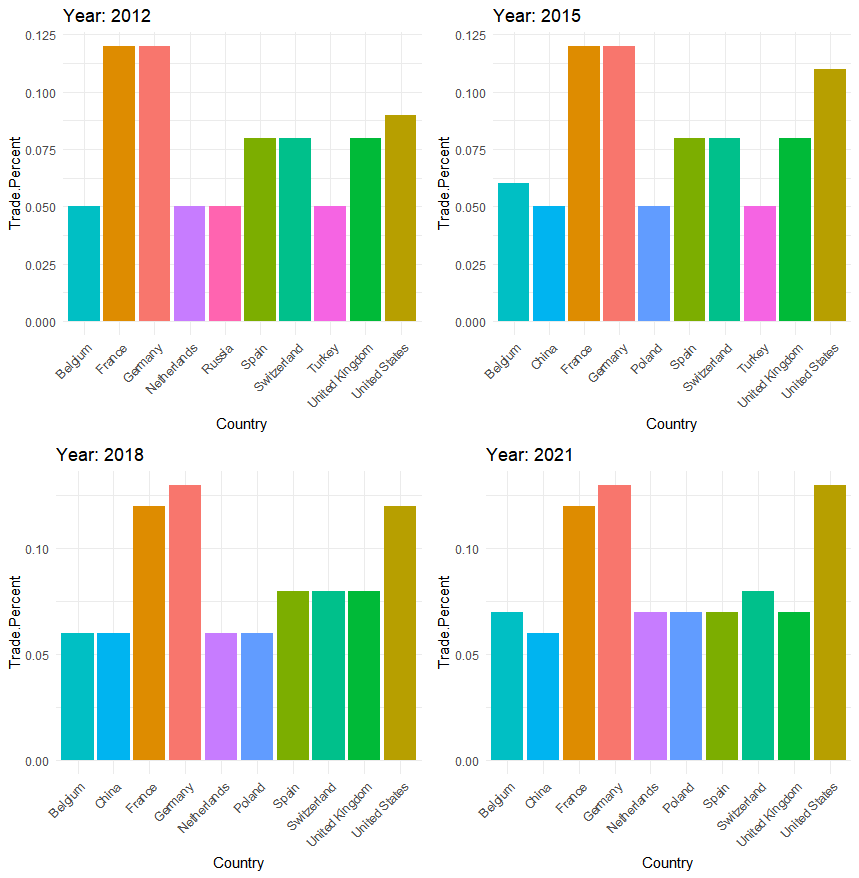 Year: 2012
Trade.Percent
0.125
0.100
0.075
0.050
0.025
0.000
Belgium
France
Germany
Netherlands
Russia
Spain
Switzerland
Turkey
United Kingdom
United States
Country
Year: 2015
Trade.Percent
0.125
0.100
0.075
0.050
0.025
0.000
Belgium
China
France
Germany
Poland
Spain
Switzerland
Turkey
United Kingdom
United States
Country
Year: 2018
Trade.Percent
0.10
0.05
0.00
Belgium
China
France
Germany
Netherlands
Poland
Spain
Switzerland
United Kingdom
United States
Country
Year: 2021
Trade.Percent
0.10
0.05
0.00
Belgium
China
France
Germany
Netherlands
Poland
Spain
Switzerland
United Kingdom
United States
Country